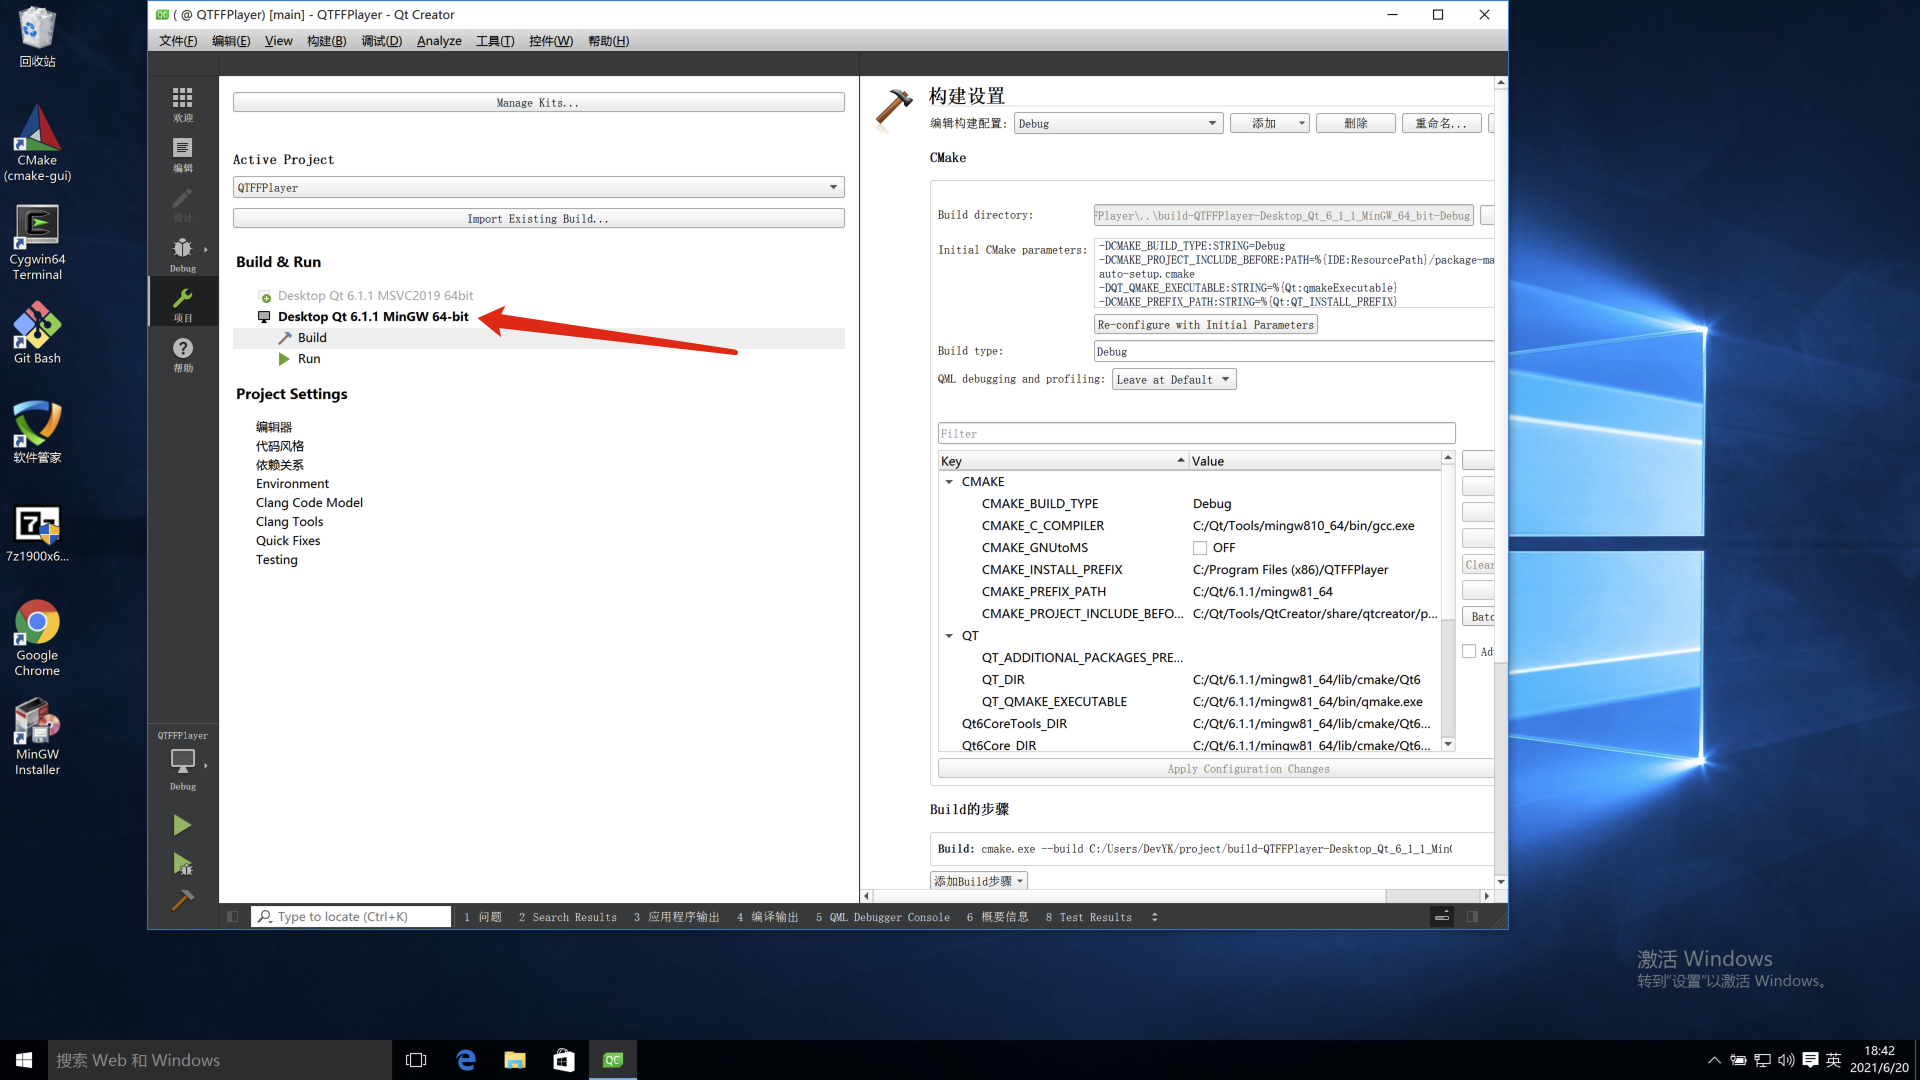 回收站
CMake
(cmake-gui)
Cygwin64
Terminal
Git Bash
软件管家
7z1900x6...
Google
Chrome
MinGW
Installer
( @ QTFFPlayer) [main] - QTFFPlayer - Qt Creator
文件(F) 编辑(E) View 构建(B) 调试(D) Analyze 工具(T) 控件(W) 帮助(H)
欢迎
编辑
设计
Debug
项目
帮助
QTFFPlayer
Debug
Manage Kits...
Active Project
QTFFPlayer
Import Existing Build...
Build & Run
Desktop Qt 6.1.1 MSVC2019 64bit
Desktop Qt 6.1.1 MinGW 64-bit
Build
Run
Project Settings
编辑器
代码风格
依赖关系
Environment
Clang Code Model
Clang Tools
Quick Fixes
Testing
构建设置
编辑构建配置: Debug 添加 删除 重命名...
CMake
Build directory: FPlayer\..\build-QTFFPlayer-Desktop_Qt_6_1_1_MinGW_64_bit-Debug
Initial CMake parameters: -DCMAKE_BUILD_TYPE:STRING=Debug
-DCMAKE_PROJECT_INCLUDE_BEFORE:PATH=%{IDE:ResourcePath}/package-ma
auto-setup.cmake
-DQT_QMAKE_EXECUTABLE:STRING=%{Qt:qmakeExecutable}
-DCMAKE_PREFIX_PATH:STRING=%{Qt:QT_INSTALL_PREFIX}
Re-configure with Initial Parameters
Build type: Debug
QML debugging and profiling: Leave at Default
Filter
Key Value
CMAKE
CMAKE_BUILD_TYPE Debug
CMAKE_C_COMPILER C:/Qt/Tools/mingw810_64/bin/gcc.exe
CMAKE_GNUtoMS OFF
CMAKE_INSTALL_PREFIX C:/Program Files (x86)/QTFFPlayer
CMAKE_PREFIX_PATH C:/Qt/6.1.1/mingw81_64
CMAKE_PROJECT_INCLUDE_BEFO... C:/Qt/Tools/QtCreator/share/qtcreator/p...
QT
QT_ADDITIONAL_PACKAGES_PRE...
QT_DIR C:/Qt/6.1.1/mingw81_64/lib/cmake/Qt6
QT_QMAKE_EXECUTABLE C:/Qt/6.1.1/mingw81_64/bin/qmake.exe
Qt6CoreTools_DIR C:/Qt/6.1.1/mingw81_64/lib/cmake/Qt6...
Qt6Core_DIR C:/Qt/6.1.1/mingw81_64/lib/cmake/Qt6...
Clear
Batc
Ad
Apply Configuration Changes
Build的步骤
Build: cmake.exe --build C:/Users/DevYK/project/build-QTFFPlayer-Desktop_Qt_6_1_1_Min
添加Build步骤
Type to locate (Ctrl+K) 1 问题 2 Search Results 3 应用程序输出 4 编译输出 5 QML Debugger Console 6 概要信息 8 Test Results
激活 Windows
转到"设置"以激活 Windows。
搜索 Web 和 Windows
QC
英
18:42
2021/6/20